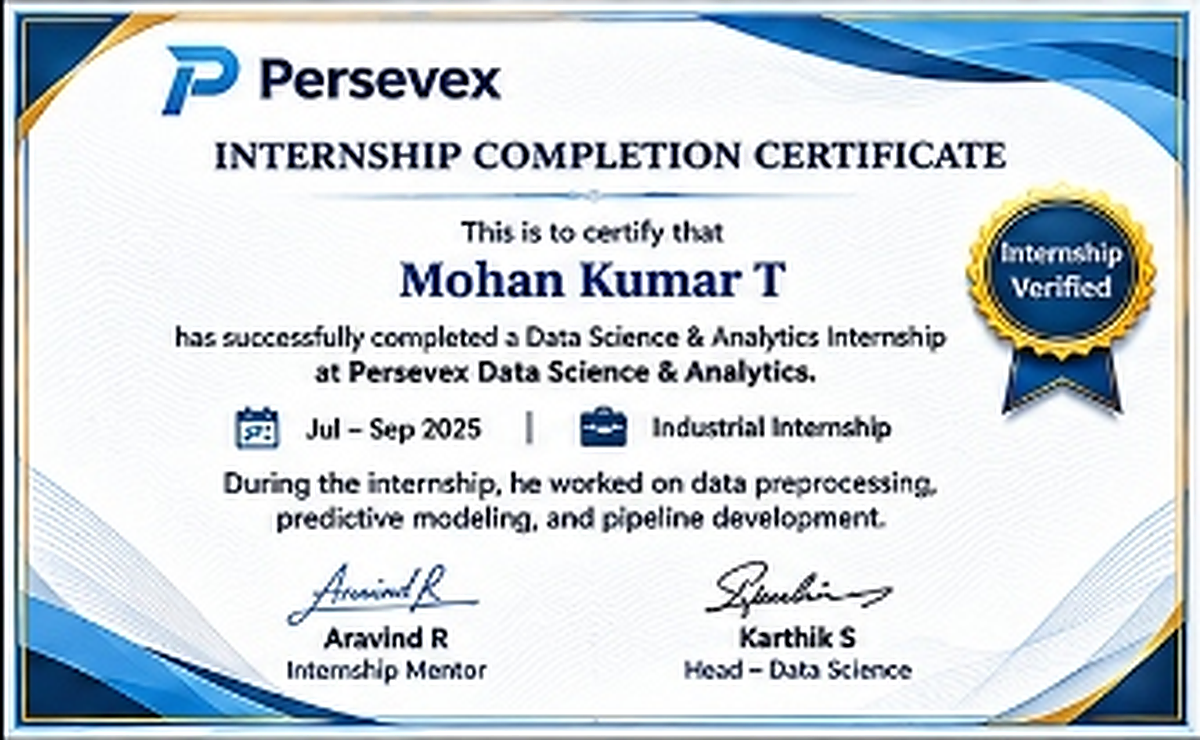 Persevex
INTERNSHIP COMPLETION CERTIFICATE
This is to certify that
Mohan Kumar T
Internship
Verified
has successfully completed a Data Science & Analytics Internship
at Persevex Data Science & Analytics.
Jul – Sep 2025 | Industrial Internship
During the internship, he worked on data preprocessing,
predictive modeling, and pipeline development.
Aravind R
Aravind R
Karthik S
Internship Mentor
Head – Data Science